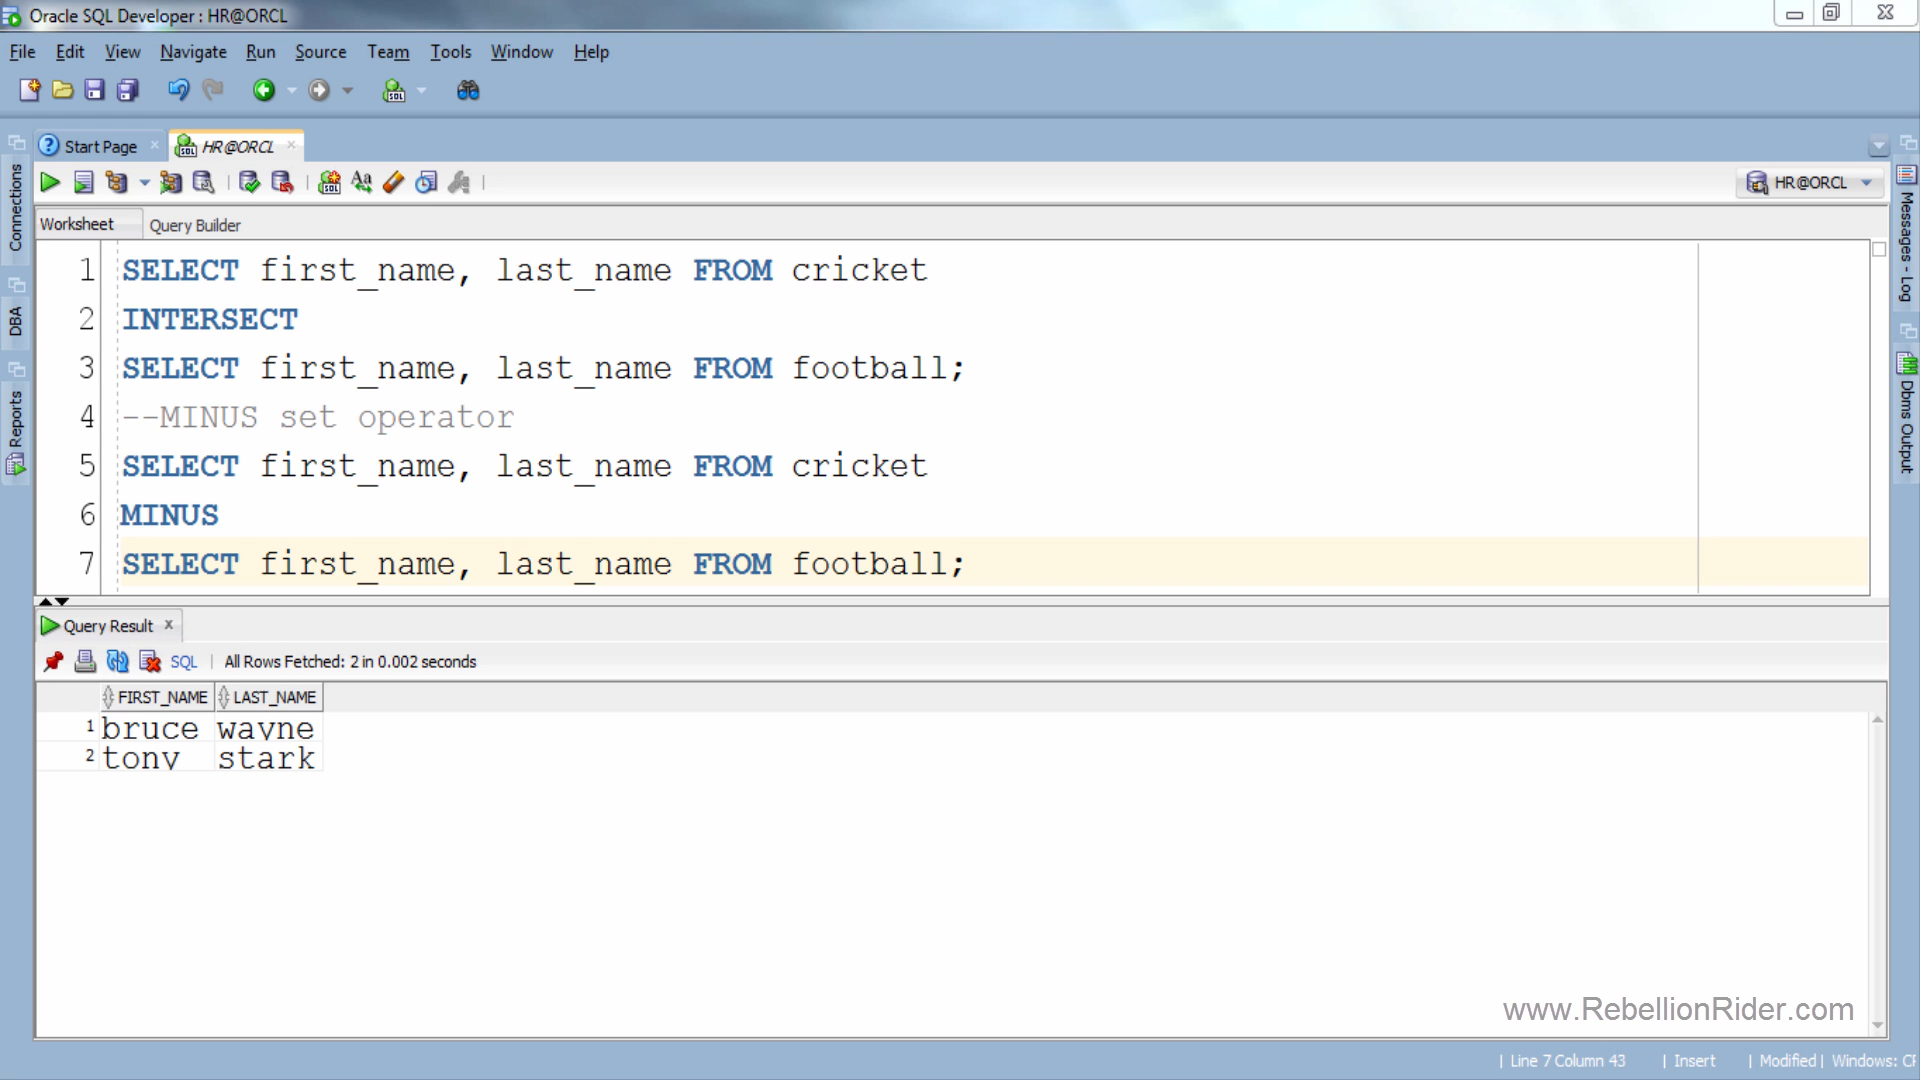 Oracle SQL Developer : HR@ORCL
File Edit View Navigate Run Source Team Tools Window Help
Start Page
HR@ORCL
HR@ORCL
Worksheet
Query Builder
1 SELECT first_name, last_name FROM cricket
2 INTERSECT
3 SELECT first_name, last_name FROM football;
4 --MINUS set operator
5 SELECT first_name, last_name FROM cricket
6 MINUS
7 SELECT first_name, last_name FROM football;
Query Result
SQL | All Rows Fetched: 2 in 0.002 seconds
FIRST_NAME LAST_NAME
1 bruce wayne
2 tony stark
Connections
DBA
Reports
Messages - Log
Dbms Output
www.RebellionRider.com
| Line 7 Column 43 | Insert | Modified | Windows: CF